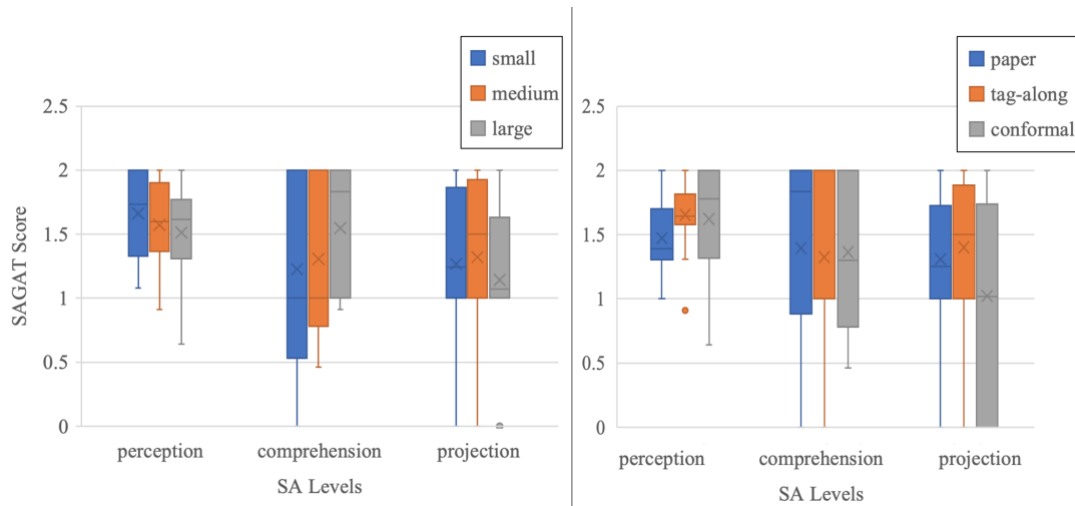 small
medium
large
SAGAT Score
2.5
2
1.5
1
0.5
0
perception
comprehension
projection
SA Levels
paper
tag-along
conformal
2.5
2
1.5
1
0.5
0
perception
comprehension
projection
SA Levels